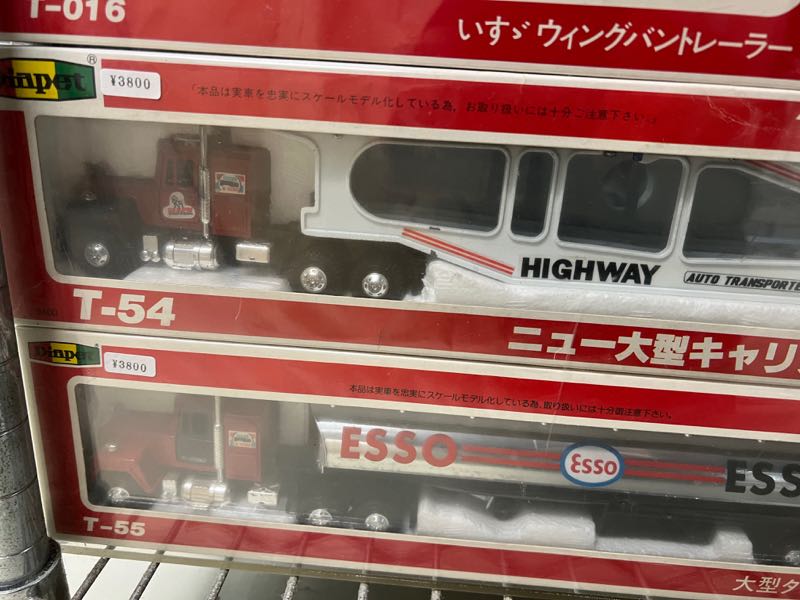 T-016
いすゞウィングバントレーラー
Dinpet®
¥3800
「本品は実車を忠実にスケールモデル化している為、お取り扱いには十分ご注意下さい。」
HIGHWAY
AUTO TRANSPORTE
T-54
ニュー大型キャリ
Dinpet
¥3800
本品は実車を忠実にスケールモデル化している為、取り扱いには十分御注意下さい。
ESSO
Esso
ESSO
T-55
大型タ